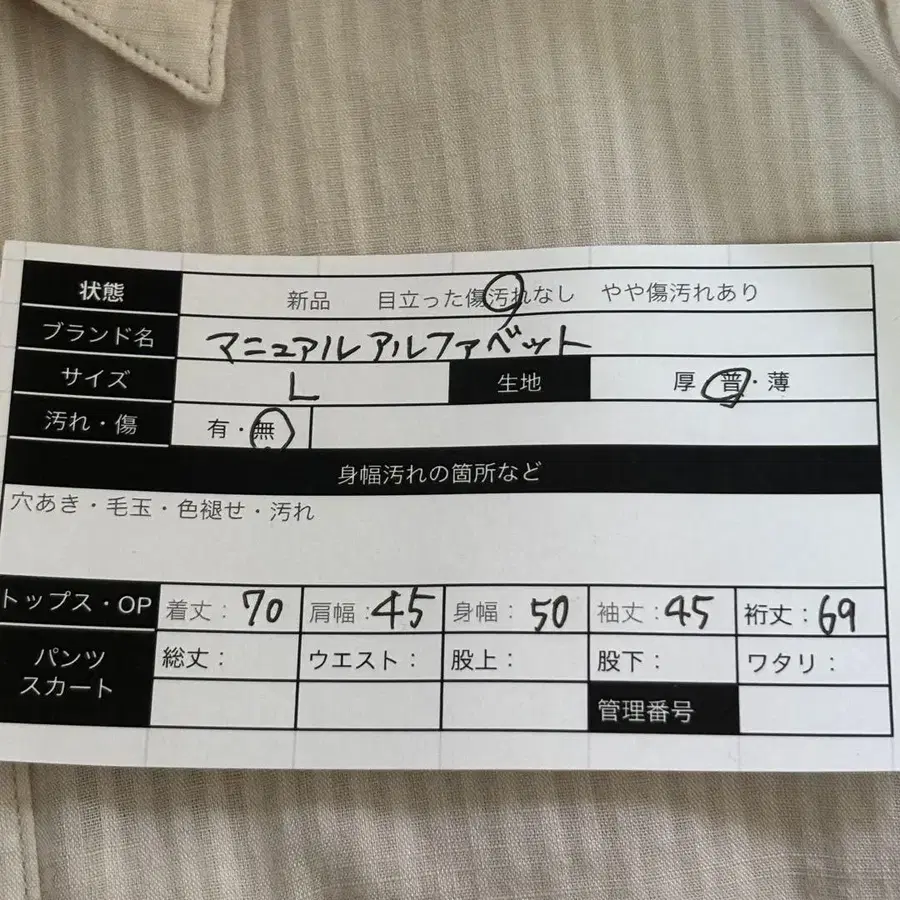 状態 新品 目立った傷汚れなし やや傷汚れあり
ブランド名 マニュアルアルファベット
サイズ L 生地 厚・普・薄
汚れ・傷 有・無
身幅汚れの箇所など
穴あき・毛玉・色褪せ・汚れ
トップス・OP 着丈：70 肩幅：45 身幅：50 袖丈：45 裄丈：69
パンツ スカート 総丈： ウエスト： 股上： 股下： ワタリ：
管理番号